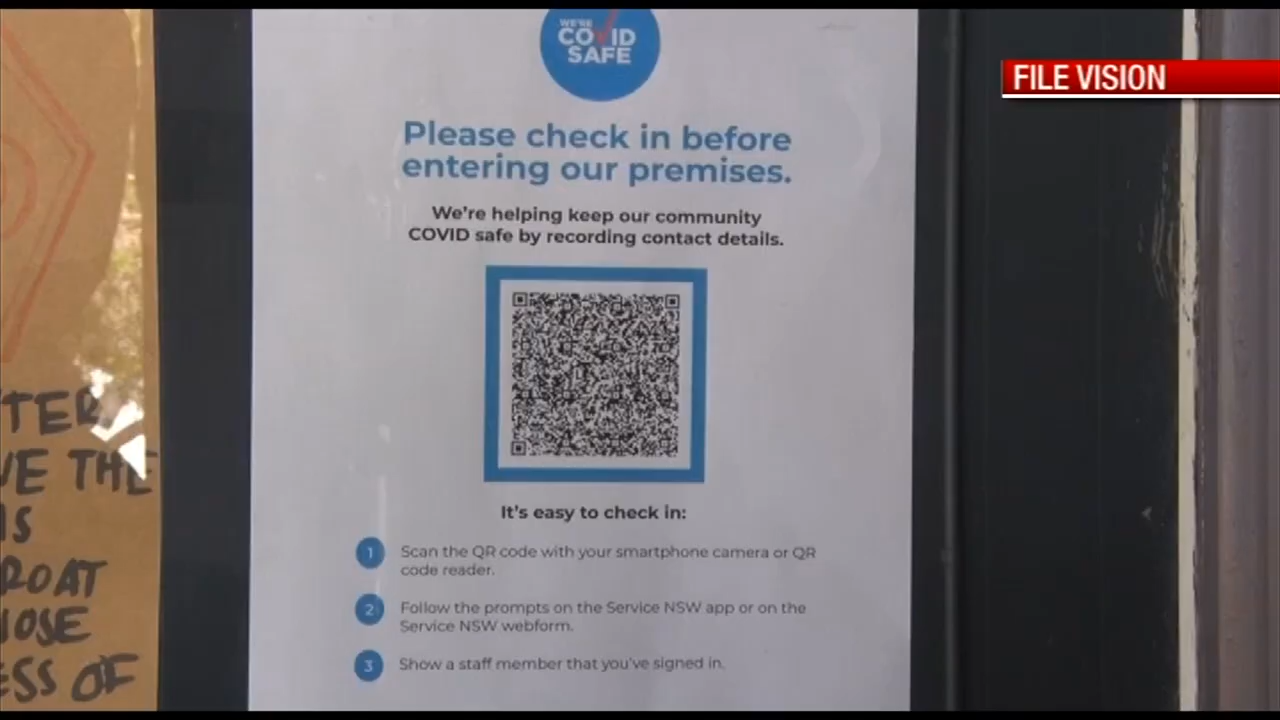 WE'RE
COVID
SAFE
FILE VISION
Please check in before
entering our premises.
We're helping keep our community
COVID safe by recording contact details.
It's easy to check in:
1 Scan the QR code with your smartphone camera or QR
code reader.
2 Follow the prompts on the Service NSW app or on the
Service NSW webform.
3 Show a staff member that you've signed in.
THE
OF